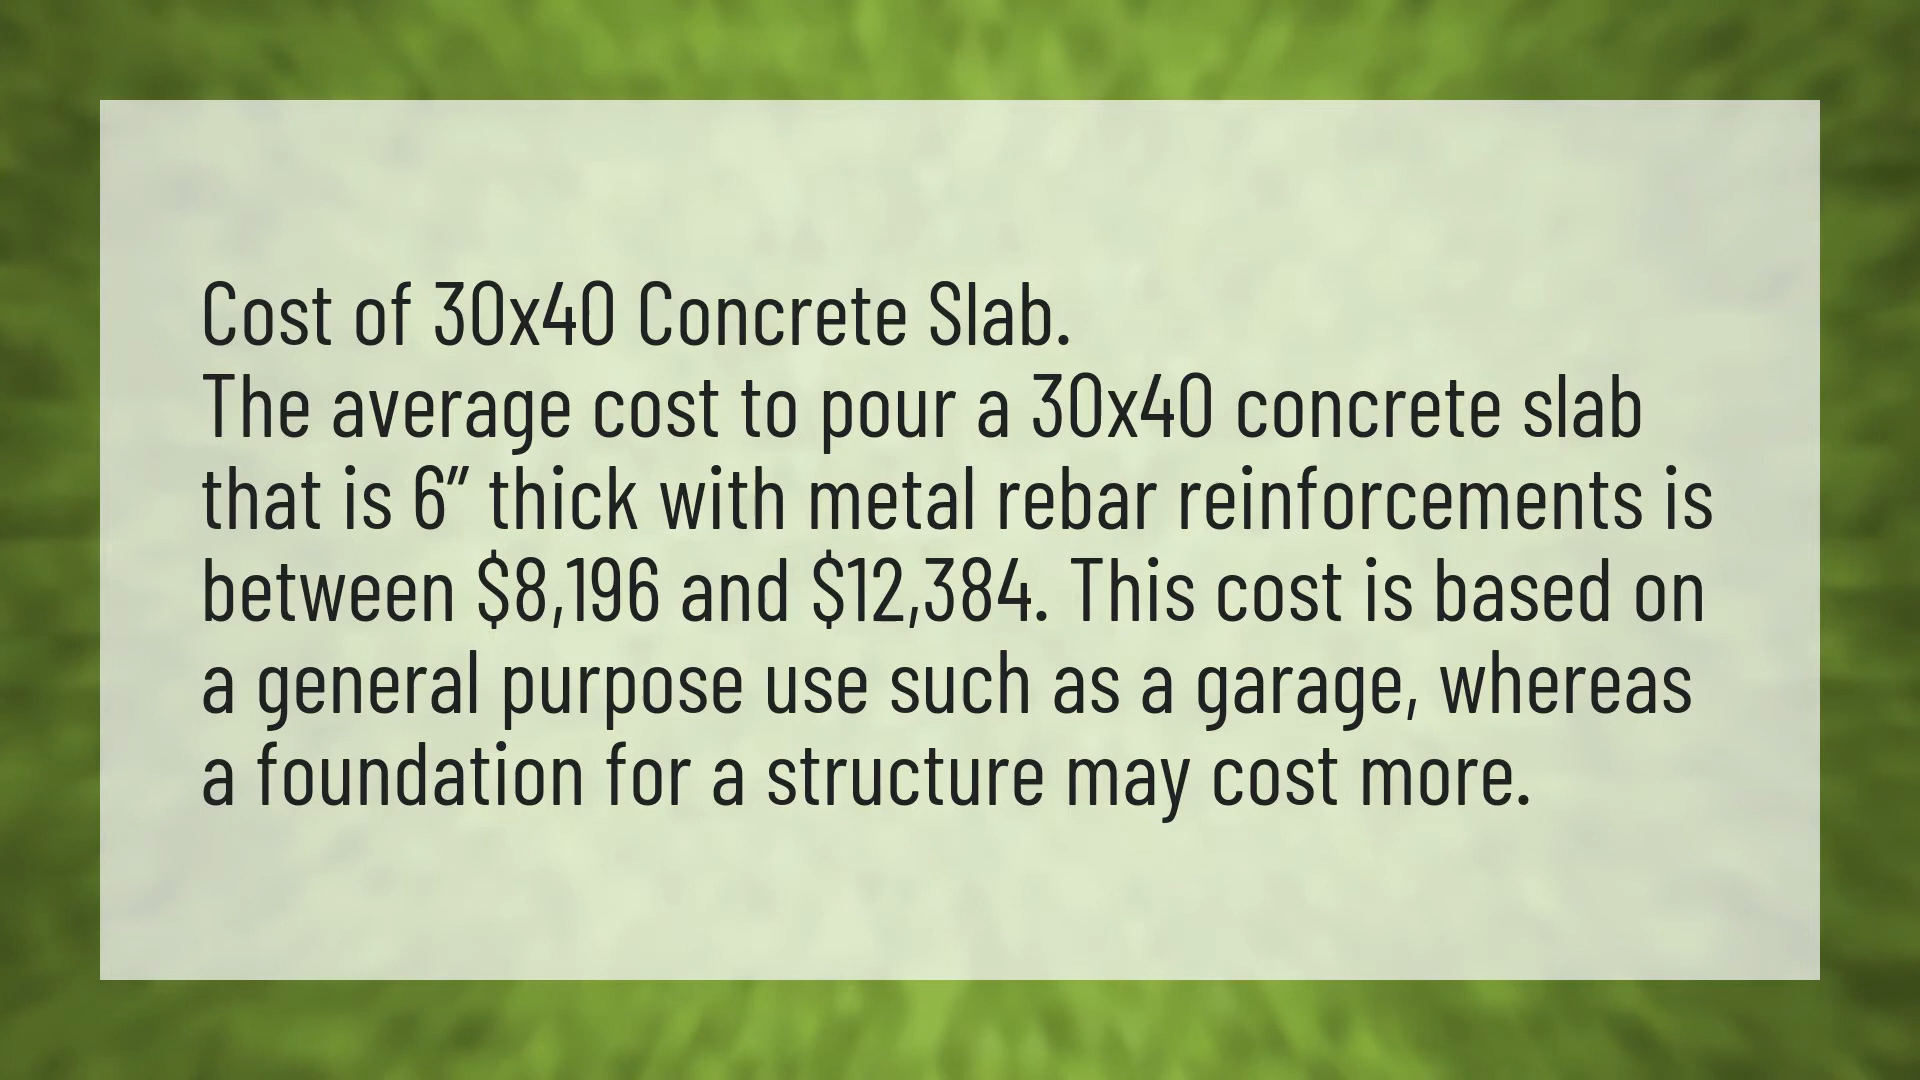 Cost of 30x40 Concrete Slab.
The average cost to pour a 30x40 concrete slab
that is 6″ thick with metal rebar reinforcements is
between $8,196 and $12,384. This cost is based on
a general purpose use such as a garage, whereas
a foundation for a structure may cost more.